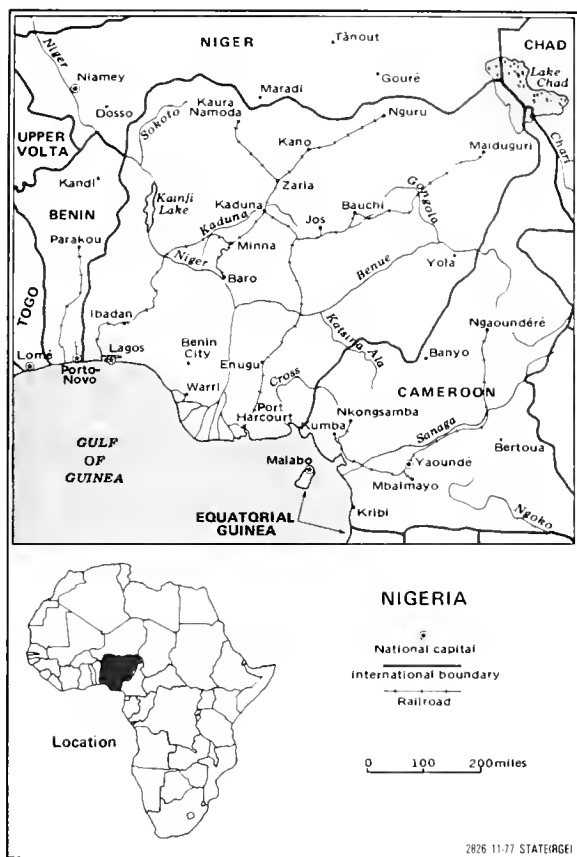 NIGER
Tânout
CHAD
Niger
Lake
Chad
Gouré
Niamey
Maradi
Dosso
Sokoto
Kaura
Namoda
Nguru
UPPER
VOLTA
Kano
Chari
Maiduguri
Kandi
Zaria
Kainji
Lake
Kaduna
Gongola
BENIN
Kaduna
Jos
Bauchi
Parakou
Minna
Niger
Benue
Yola
Baro
TOGO
Ibadan
Katsina Ala
Ngaoundéré
Lomé
Porto-
Novo
Lagos
Benin
City
Banyo
Enugu
CAMEROON
Warri
Cross
Port
Harcourt
Nkongsamba
Kumba
Sanaga
GULF
OF
GUINEA
Bertoua
Malabo
Yaoundé
Mbalmayo
EQUATORIAL
GUINEA
Kribi
Ngoko
NIGERIA
National capital
International boundary
Railroad
Location
0 100 200 miles
2826 11-77 STATE(RGE)